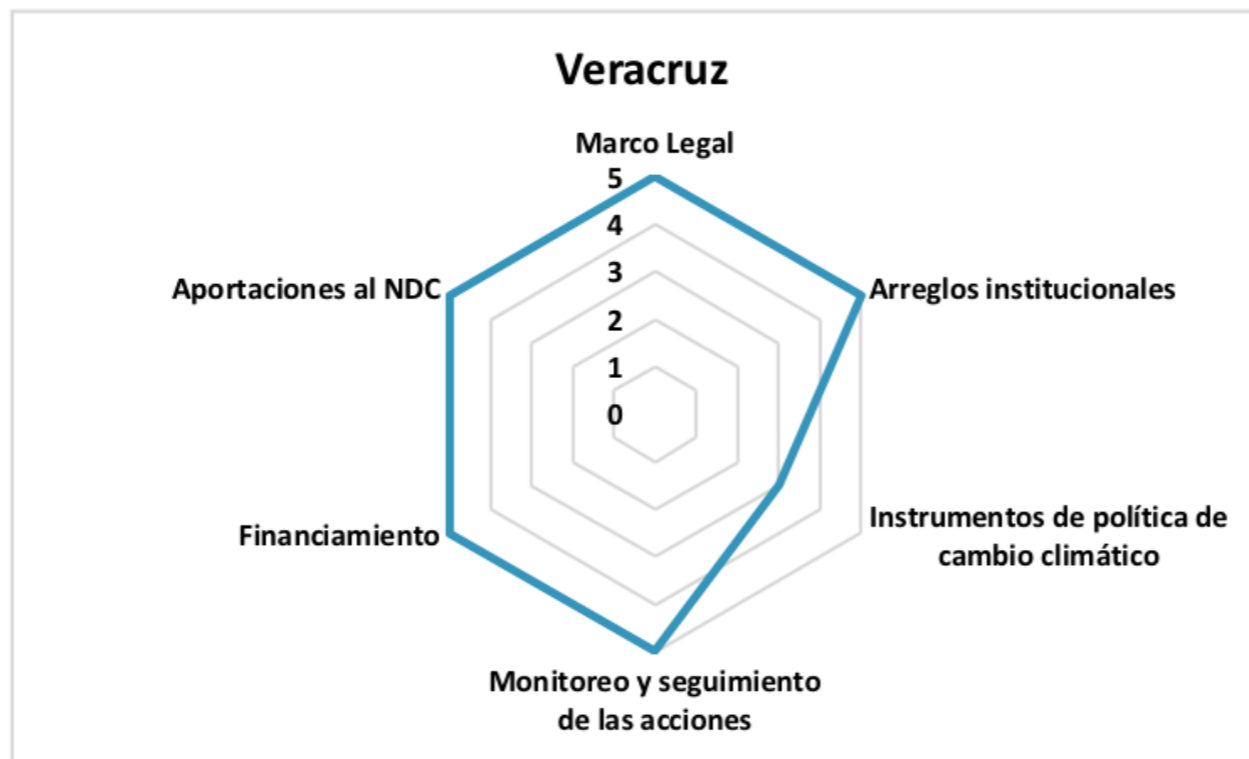 Veracruz
Marco Legal
5
4
3
2
1
0
Aportaciones al NDC
Arreglos institucionales
Financiamiento
Instrumentos de política de
cambio climático
Monitoreo y seguimiento
de las acciones